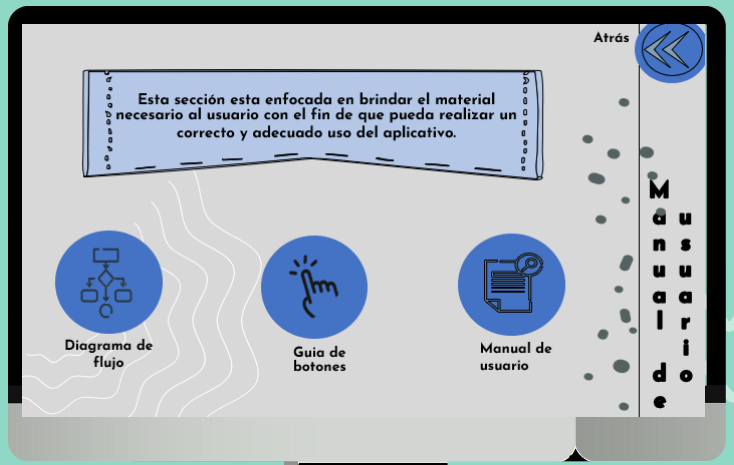 Atrás
Esta sección esta enfocada en brindar el material
necesario al usuario con el fin de que pueda realizar un
correcto y adecuado uso del aplicativo.
Diagrama de
flujo
Guia de
botones
Manual de
usuario
Manual de
usuario